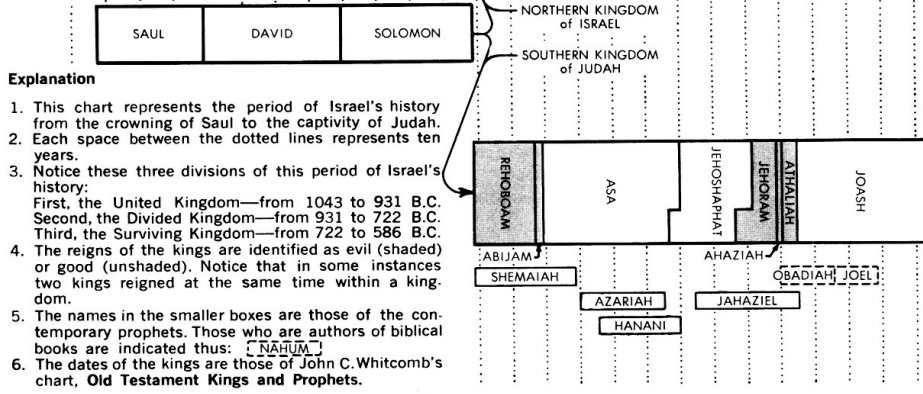 NORTHERN KINGDOM
of ISRAEL
SAUL
DAVID
SOLOMON
SOUTHERN KINGDOM
of JUDAH
Explanation
1. This chart represents the period of Israel's history
from the crowning of Saul to the captivity of Judah.
2. Each space between the dotted lines represents ten
years.
3. Notice these three divisions of this period of Israel's
history:
First, the United Kingdom—from 1043 to 931 B.C.
Second, the Divided Kingdom—from 931 to 722 B.C.
Third, the Surviving Kingdom—from 722 to 586 B.C.
4. The reigns of the kings are identified as evil (shaded)
or good (unshaded). Notice that in some instances
two kings reigned at the same time within a king-
dom.
5. The names in the smaller boxes are those of the con-
temporary prophets. Those who are authors of biblical
books are indicated thus: NAHUM
6. The dates of the kings are those of John C. Whitcomb's
chart, Old Testament Kings and Prophets.
REHOBOAM
ASA
JEHOSHAPHAT
JEHORAM
ATHALIAH
JOASH
ABIJAM
AHAZIAH
SHEMAIAH
OBADIAH
JOEL
AZARIAH
JAHAZIEL
HANANI